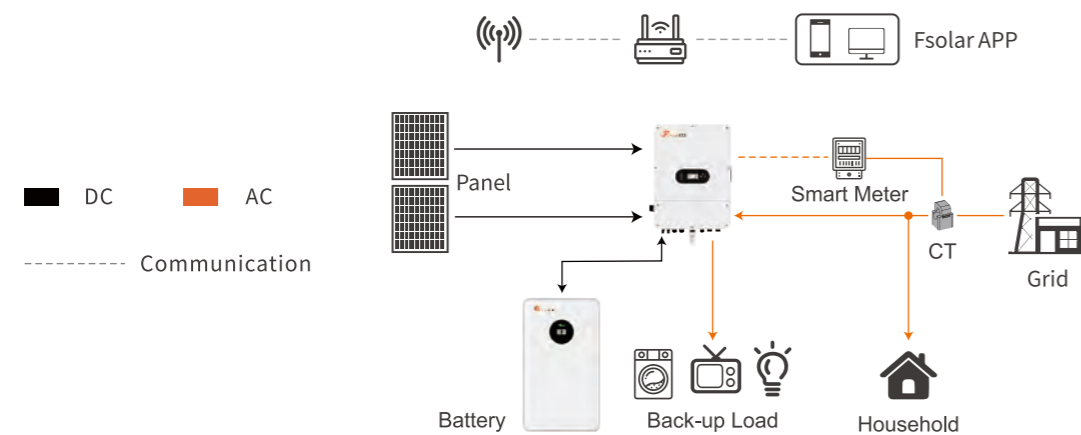 Fsolar APP
Panel
DC
AC
Smart Meter
Communication
CT
Grid
Battery
Back-up Load
Household